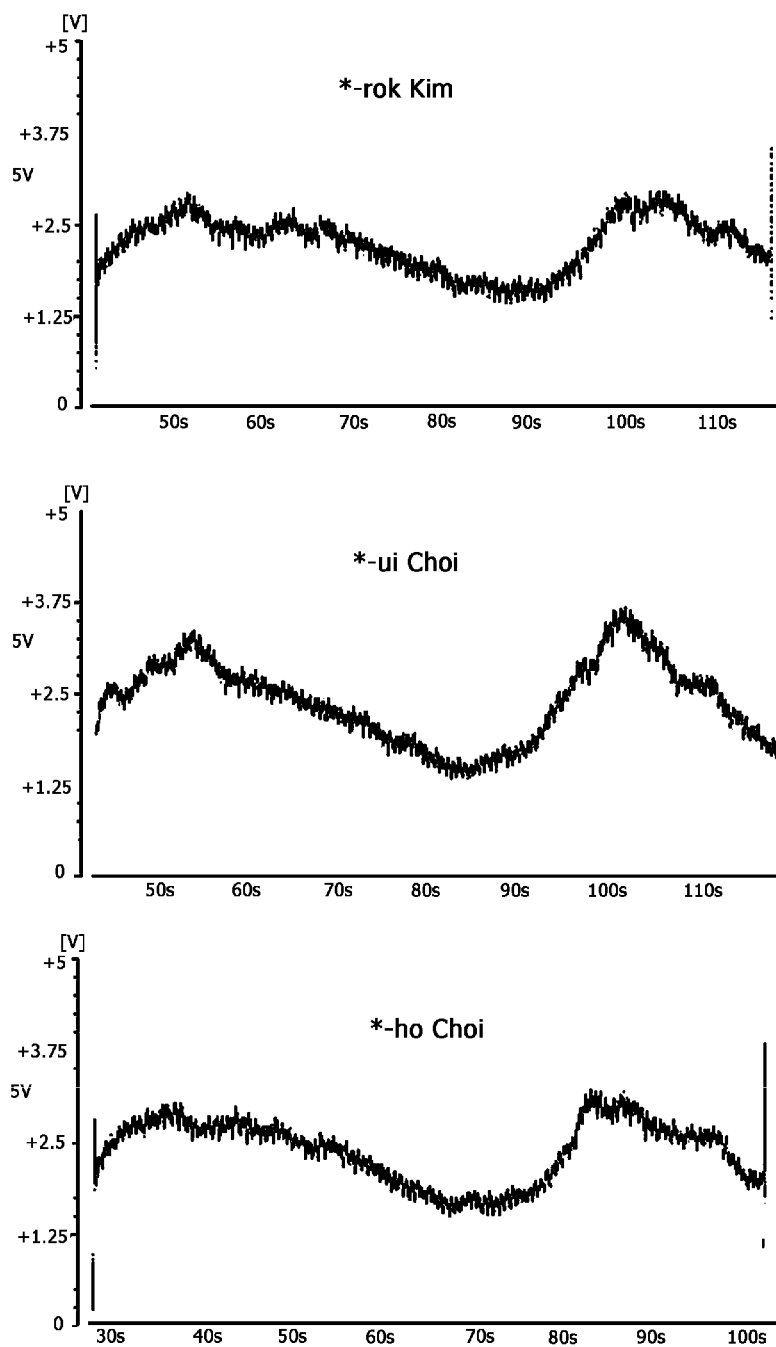 [V]
+5
*-rok Kim
+3.75
5V
+2.5
+1.25
0
50s 60s 70s 80s 90s 100s 110s
[V]
+5
*-ui Choi
+3.75
5V
+2.5
+1.25
0
50s 60s 70s 80s 90s 100s 110s
[V]
+5
*-ho Choi
+3.75
5V
+2.5
+1.25
0
30s 40s 50s 60s 70s 80s 90s 100s